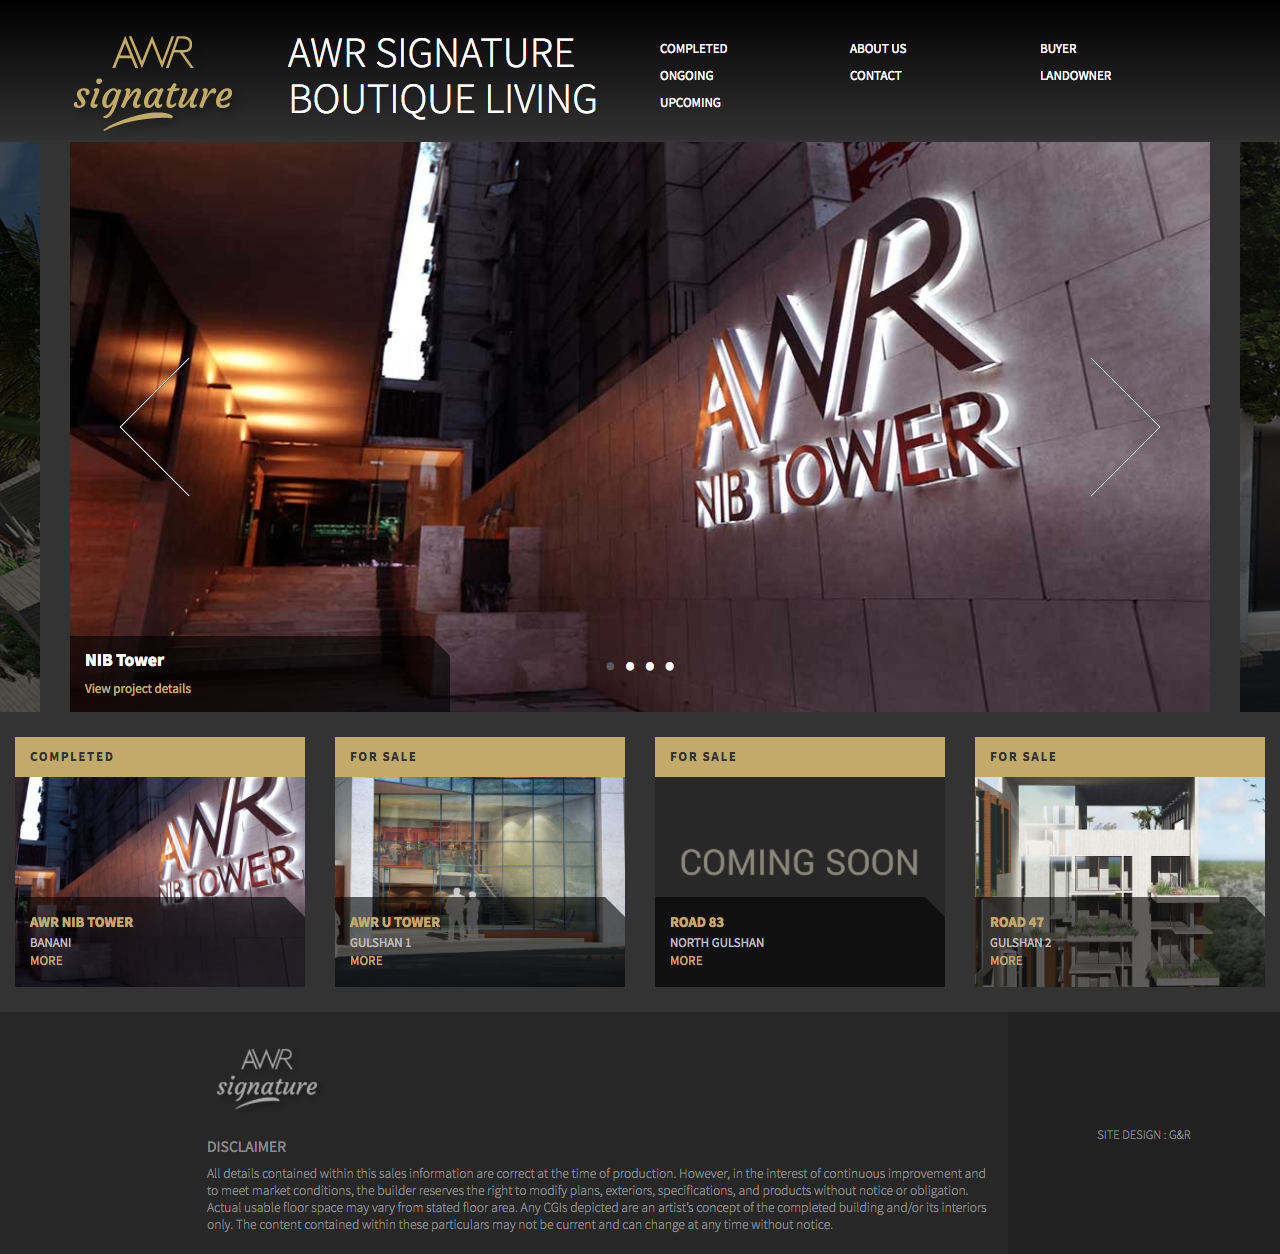 AWR
signature
AWR SIGNATURE
BOUTIQUE LIVING
COMPLETED
ONGOING
UPCOMING
ABOUT US
CONTACT
BUYER
LANDOWNER
AWR
NIB TOWER
NIB Tower
View project details
COMPLETED
AWR
NIB TOWER
AWR NIB TOWER
BANANI
MORE
FOR SALE
AWR U TOWER
GULSHAN 1
MORE
FOR SALE
COMING SOON
ROAD 83
NORTH GULSHAN
MORE
FOR SALE
ROAD 47
GULSHAN 2
MORE
AWR
signature
DISCLAIMER
All details contained within this sales information are correct at the time of production. However, in the interest of continuous improvement and
to meet market conditions, the builder reserves the right to modify plans, exteriors, specifications, and products without notice or obligation.
Actual usable floor space may vary from stated floor area. Any CGIs depicted are an artist's concept of the completed building and/or its interiors
only. The content contained within these particulars may not be current and can change at any time without notice.
SITE DESIGN : G&R